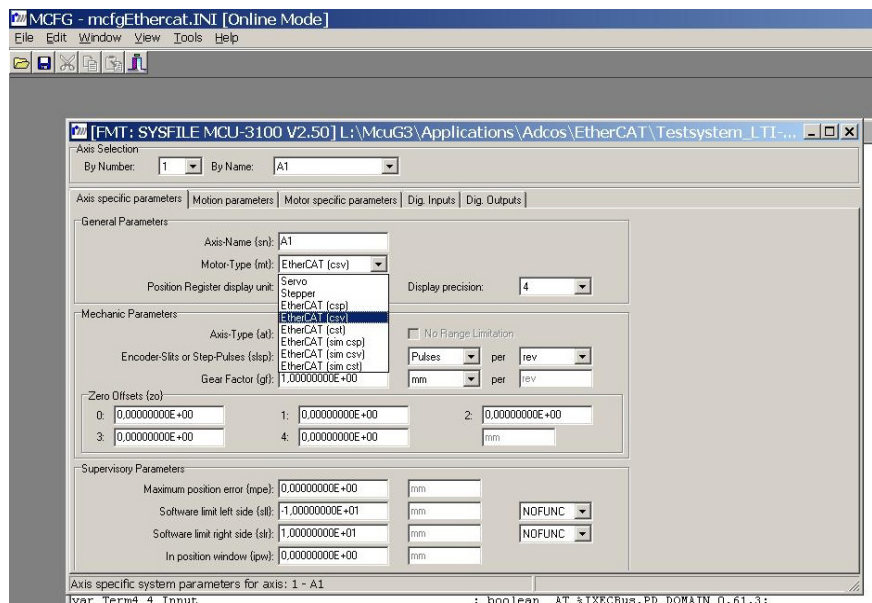 MCFG - mcfgEthercat.INI [Online Mode]
File Edit Window View Tools Help
[FMT: SYSFILE MCU-3100 V2.50] L:\McuG3\Applications\Adcos\EtherCAT\Testsystem_LTI-...
Axis Selection
By Number: 1 By Name: A1
Axis specific parameters Motion parameters Motor specific parameters Dig. Inputs Dig. Outputs
General Parameters
Axis-Name {sn}: A1
Motor-Type {mt}: EtherCAT (csv)
Position Register display unit: Display precision: 4
Servo
Stepper
EtherCAT (csp)
EtherCAT (csv)
EtherCAT (cst)
EtherCAT (sim csp)
EtherCAT (sim csv)
EtherCAT (sim cst)
Mechanic Parameters
Axis-Type {at}: No Range Limitation
Encoder-Slits or Step-Pulses {slsp}: Pulses per rev
Gear Factor {gf}: 1,00000000E+00 mm per rev
Zero Offsets {zo}
0: 0,00000000E+00 1: 0,00000000E+00 2: 0,00000000E+00
3: 0,00000000E+00 4: 0,00000000E+00 mm
Supervisory Parameters
Maximum position error {mpe}: 0,00000000E+00 mm
Software limit left side {sll}: -1,00000000E+01 mm NOFUNC
Software limit right side {slr}: 1,00000000E+01 mm NOFUNC
In position window {ipw}: 0,00000000E+00 mm
Axis specific system parameters for axis: 1 - A1
var Term4_4_Input : boolean AT %IXECBus.PD_DOMAIN_0.61.3;